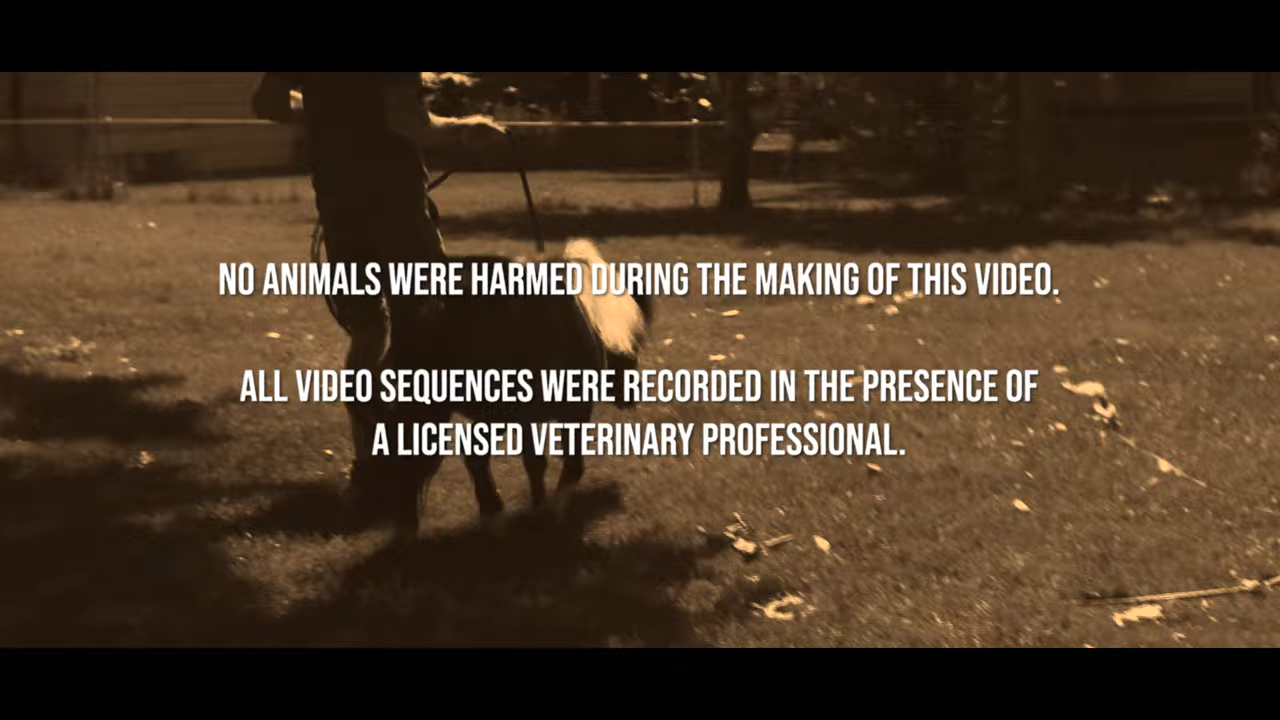 NO ANIMALS WERE HARMED DURING THE MAKING OF THIS VIDEO.
ALL VIDEO SEQUENCES WERE RECORDED IN THE PRESENCE OF
A LICENSED VETERINARY PROFESSIONAL.